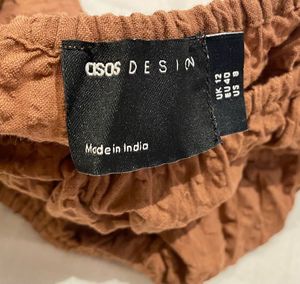 asos DESIGN
Made in India
UK 12
EU 40
US 8